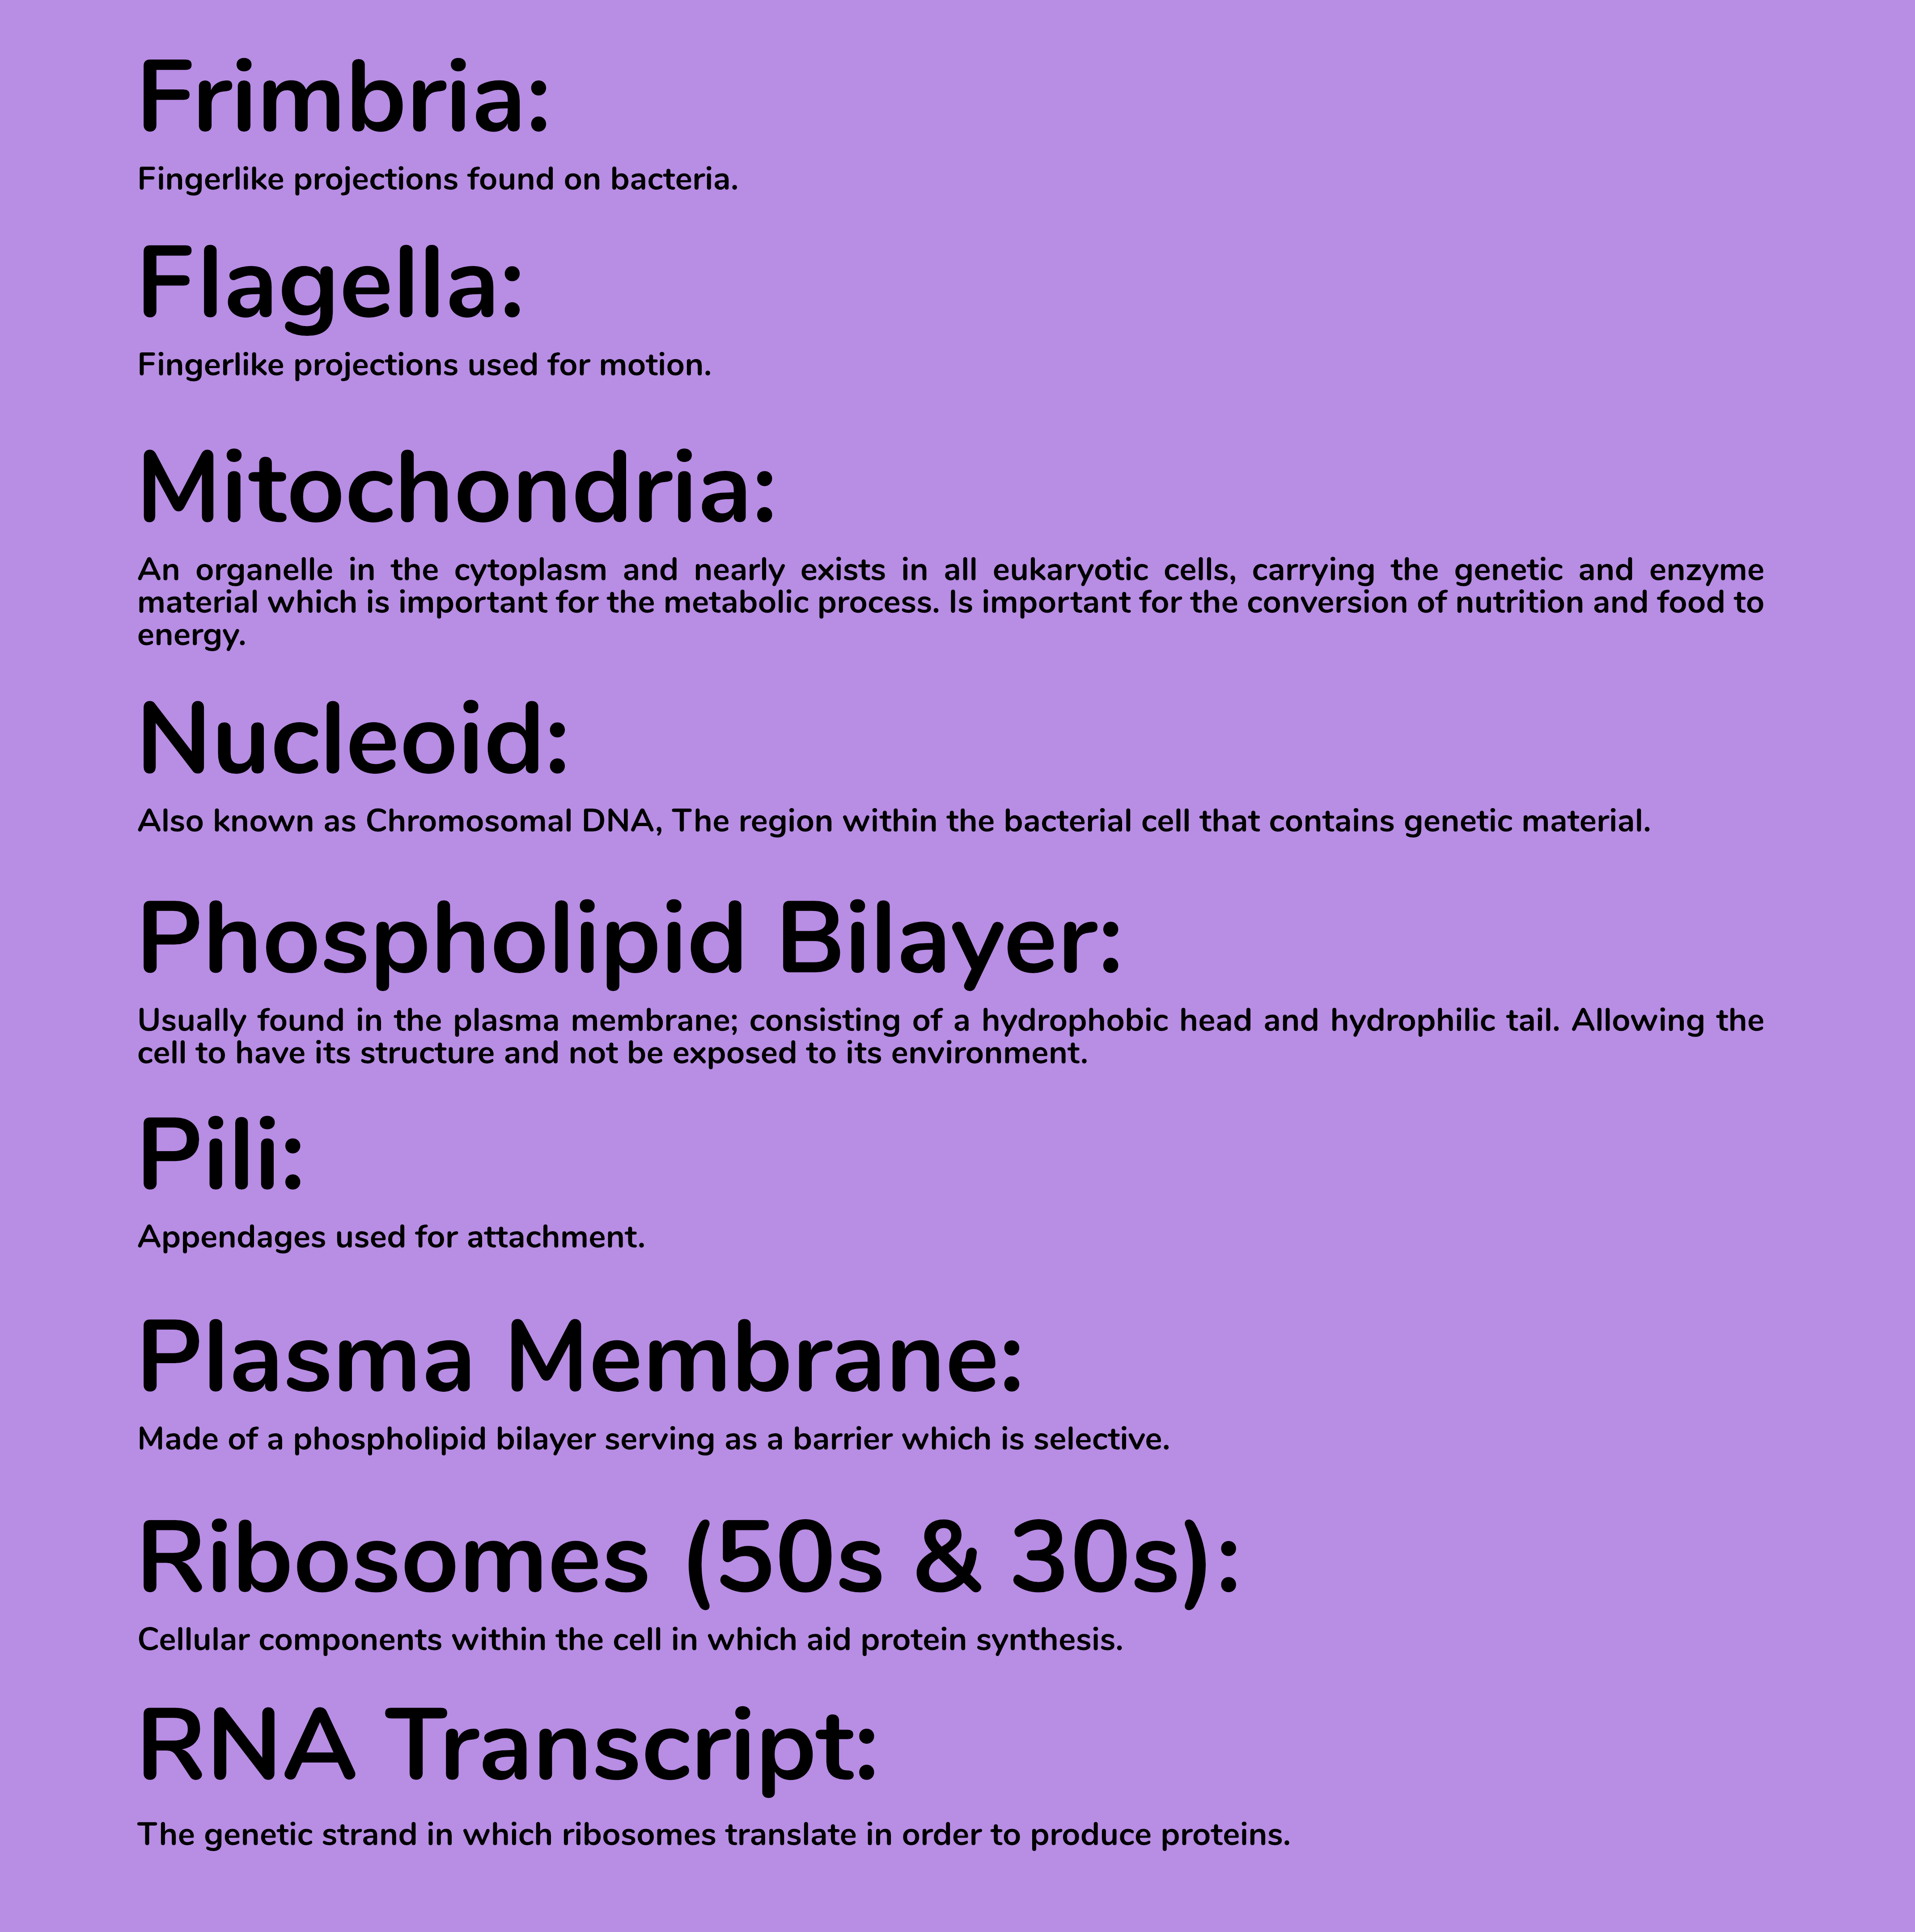 Frimbria:
Fingerlike projections found on bacteria.
Flagella:
Fingerlike projections used for motion.
Mitochondria:
An organelle in the cytoplasm and nearly exists in all eukaryotic cells, carrying the genetic and enzyme
material which is important for the metabolic process. Is important for the conversion of nutrition and food to
energy.
Nucleoid:
Also known as Chromosomal DNA, The region within the bacterial cell that contains genetic material.
Phospholipid Bilayer:
Usually found in the plasma membrane; consisting of a hydrophobic head and hydrophilic tail. Allowing the
cell to have its structure and not be exposed to its environment.
Pili:
Appendages used for attachment.
Plasma Membrane:
Made of a phospholipid bilayer serving as a barrier which is selective.
Ribosomes (50s & 30s):
Cellular components within the cell in which aid protein synthesis.
RNA Transcript:
The genetic strand in which ribosomes translate in order to produce proteins.